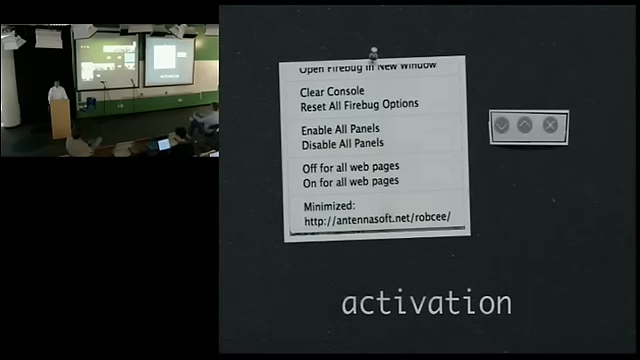 Open Firebug in New Window
Clear Console
Reset All Firebug Options
Enable All Panels
Disable All Panels
Off for all web pages
On for all web pages
Minimized:
http://antennasoft.net/robcee/
activation